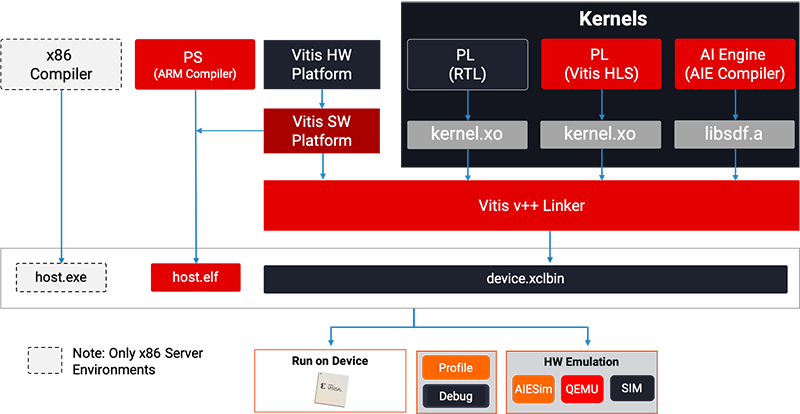 Kernels
x86
Compiler
PS
(ARM Compiler)
Vitis HW
Platform
PL
(RTL)
PL
(Vitis HLS)
AI Engine
(AIE Compiler)
Vitis SW
Platform
kernel.xo
kernel.xo
libsdf.a
Vitis v++ Linker
host.exe
host.elf
device.xclbin
Note: Only x86 Server
Environments
Run on Device
VERSAL
Profile
Debug
HW Emulation
AIESim
QEMU
SIM